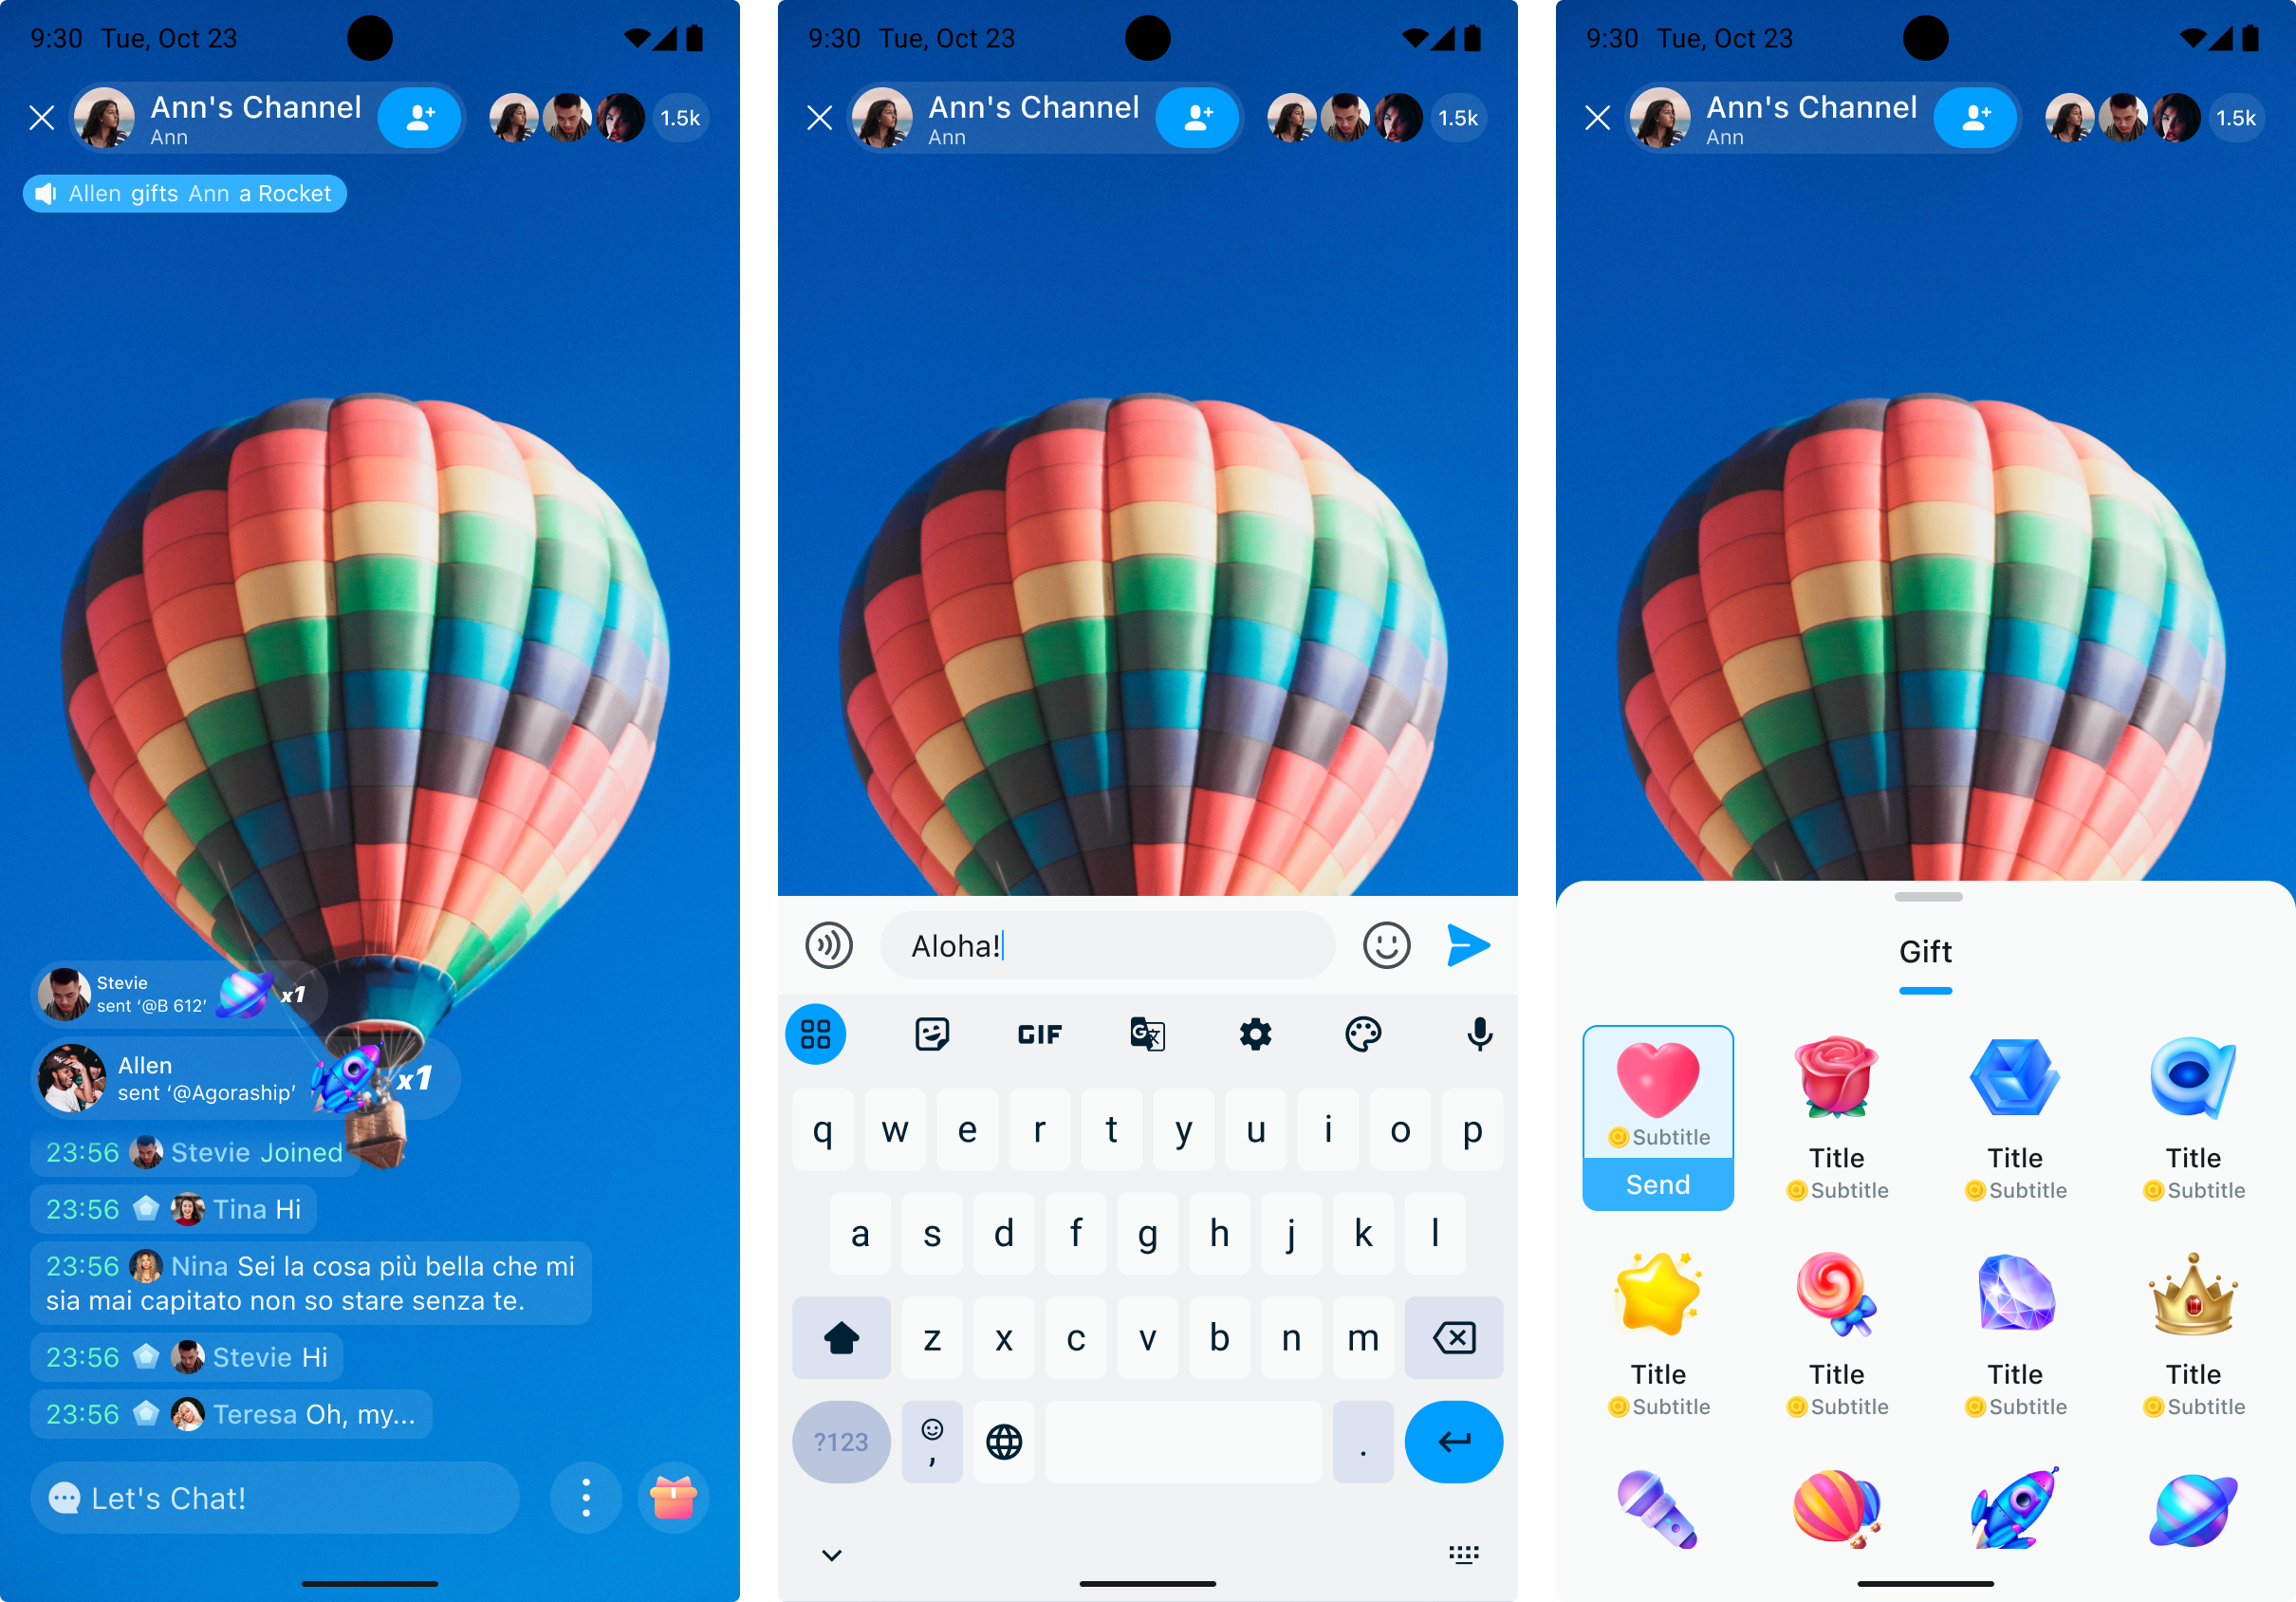 9:30 Tue, Oct 23
Ann's Channel
Ann
1.5k
Allen gifts Ann a Rocket
Stevie
sent ‘@B 612’
x1
Allen
sent ‘@Agoraship’
x1
23:56 Stevie Joined
23:56 Tina Hi
23:56 Nina Sei la cosa più bella che mi
sia mai capitato non so stare senza te.
23:56 Stevie Hi
23:56 Teresa Oh, my...
Let's Chat!
9:30 Tue, Oct 23
Ann's Channel
Ann
1.5k
Aloha!
GIF
G
q w e r t y u i o p
a s d f g h j k l
z x c v b n m
?123 , .
9:30 Tue, Oct 23
Ann's Channel
Ann
1.5k
Gift
Subtitle
Send
Title Title Title
Subtitle Subtitle Subtitle
Title Title Title Title
Subtitle Subtitle Subtitle Subtitle